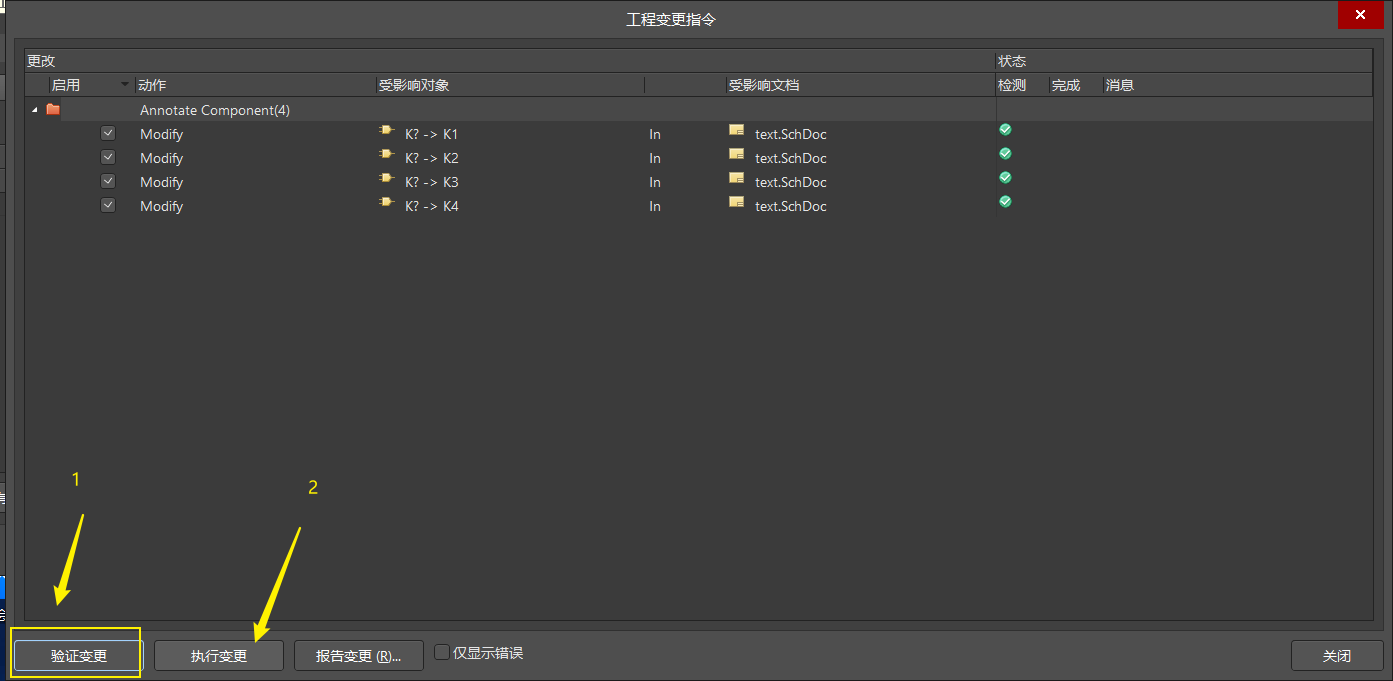 工程变更指令
更改 状态
启用 动作 受影响对象 受影响文档 检测 完成 消息
Annotate Component(4)
Modify K? -> K1 In text.SchDoc
Modify K? -> K2 In text.SchDoc
Modify K? -> K3 In text.SchDoc
Modify K? -> K4 In text.SchDoc
1
2
验证变更 执行变更 报告变更 (R)... 仅显示错误 关闭